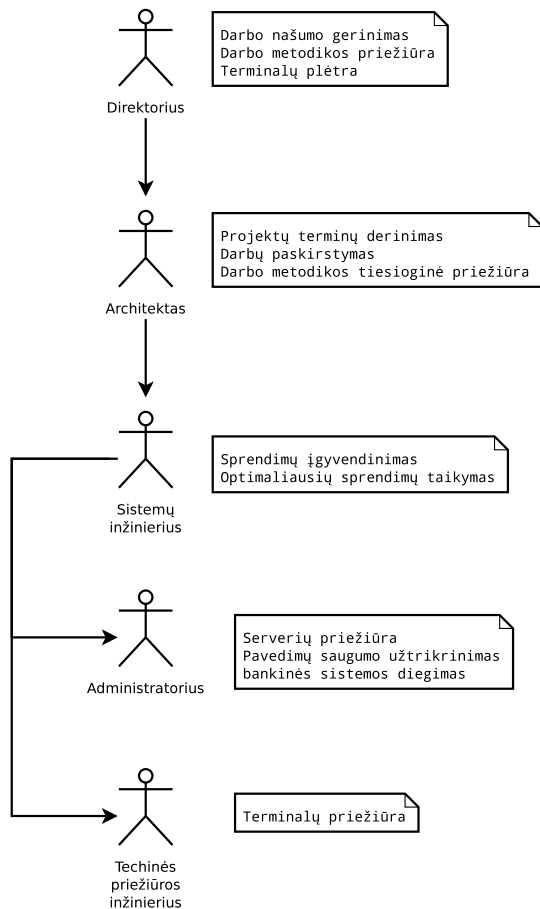 Darbo našumo gerinimas
Darbo metodikos priežiūra
Terminalų plėtra
Direktorius
Projektų terminų derinimas
Darbų paskirstymas
Darbo metodikos tiesioginė priežiūra
Architektas
Sprendimų įgyvendinimas
Optimaliausių sprendimų taikymas
Sistemų
inžinierius
Serverių priežiūra
Pavedimų saugumo užtrikrinimas
bankinės sistemos diegimas
Administratorius
Terminalų priežiūra
Techinės
priežiūros
inžinierius